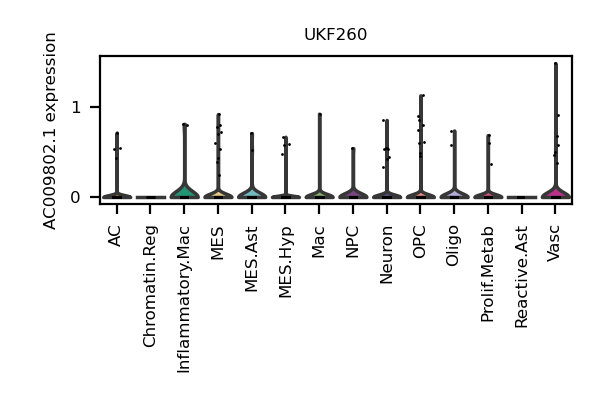 UKF260
AC009802.1 expression
1
0
AC
Chromatin.Reg
Inflammatory.Mac
MES
MES.Ast
MES.Hyp
Mac
NPC
Neuron
OPC
Oligo
Prolif.Metab
Reactive.Ast
Vasc